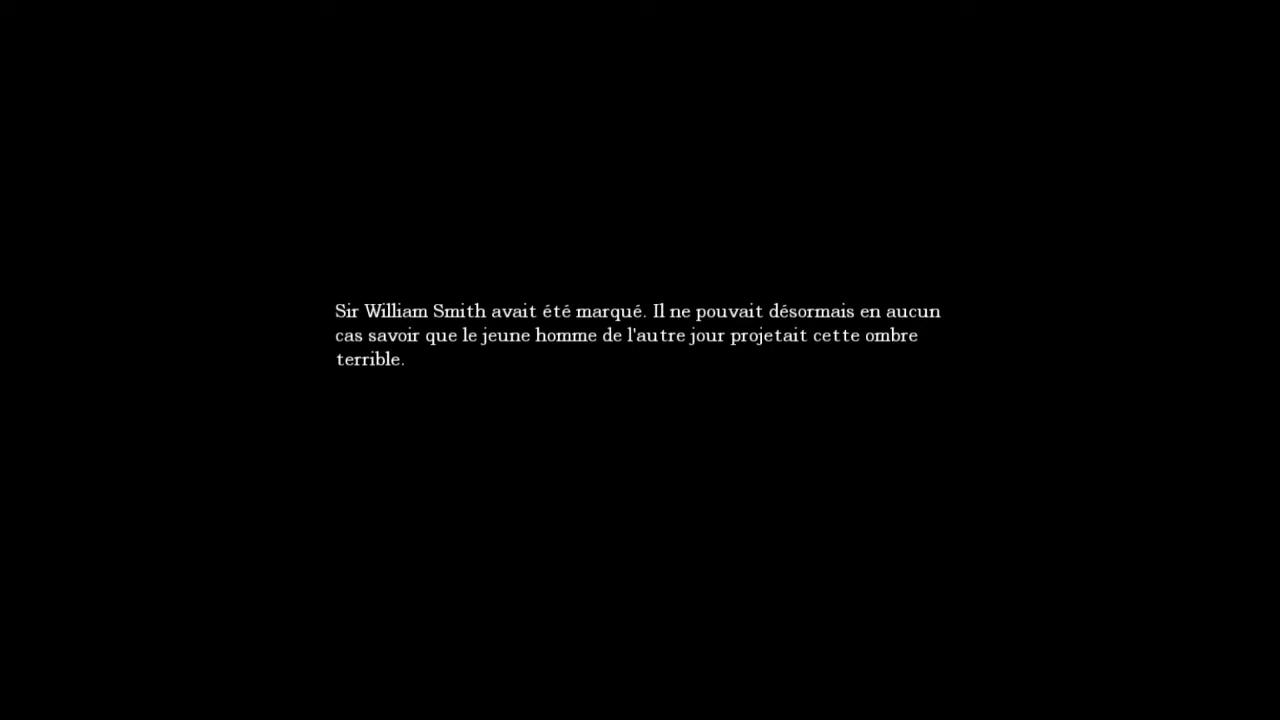 Sir William Smith avait été marqué. Il ne pouvait désormais en aucun
cas savoir que le jeune homme de l'autre jour projetait cette ombre
terrible.